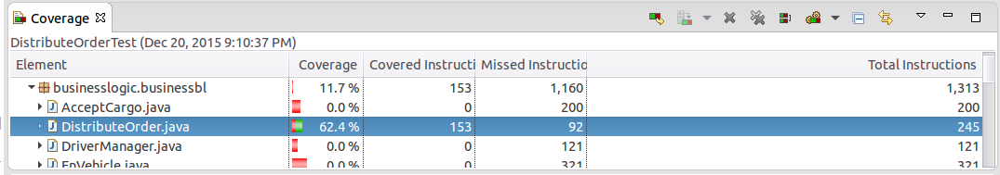 Coverage
DistributeOrderTest (Dec 20, 2015 9:10:37 PM)
Element Coverage Covered Instructi Missed Instructio Total Instructions
businesslogic.businessbl 11.7 % 153 1,160 1,313
AcceptCargo.java 0.0 % 0 200 200
DistributeOrder.java 62.4 % 153 92 245
DriverManager.java 0.0 % 0 121 121
EnVehicle.java 0.0 % 0 321 321